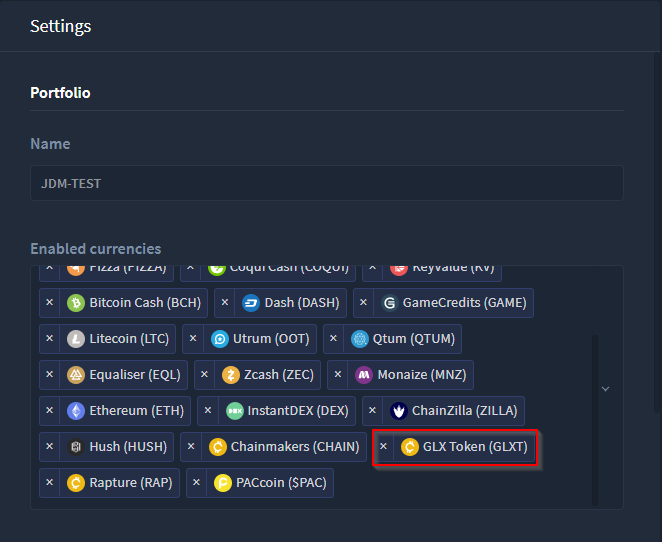 Settings
Portfolio
Name
JDM-TEST
Enabled currencies
× Pizza (PIZZA) × Coqui Cash (COQUI) × KeyValue (KV)
× Bitcoin Cash (BCH) × Dash (DASH) × GameCredits (GAME)
× Litecoin (LTC) × Utrum (OOT) × Qtum (QTUM)
× Equaliser (EQL) × Zcash (ZEC) × Monaize (MNZ)
× Ethereum (ETH) × InstantDEX (DEX) × ChainZilla (ZILLA)
× Hush (HUSH) × Chainmakers (CHAIN) × GLX Token (GLXT)
× Rapture (RAP) × PACcoin ($PAC)